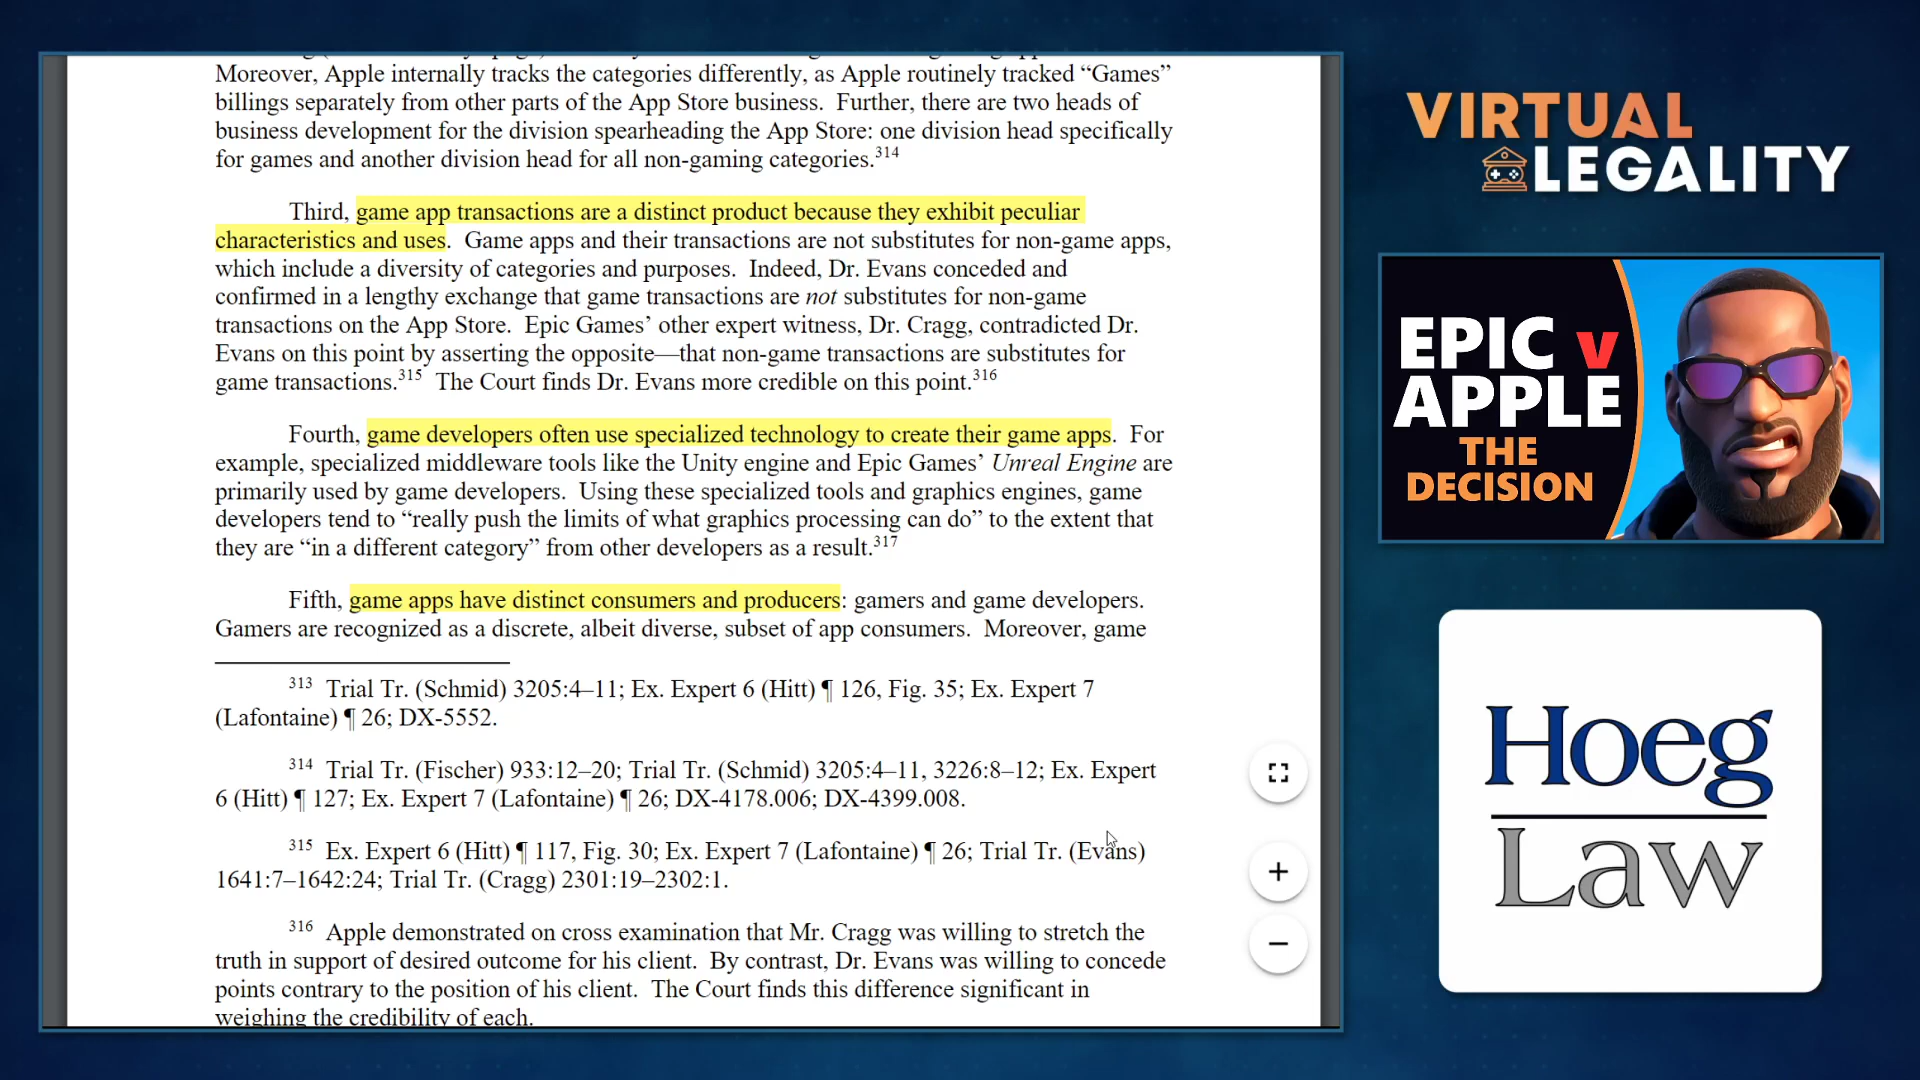 Moreover, Apple internally tracks the categories differently, as Apple routinely tracked “Games”
billings separately from other parts of the App Store business.  Further, there are two heads of
business development for the division spearheading the App Store: one division head specifically
for games and another division head for all non-gaming categories.314
Third, game app transactions are a distinct product because they exhibit peculiar
characteristics and uses.  Game apps and their transactions are not substitutes for non-game apps,
which include a diversity of categories and purposes.  Indeed, Dr. Evans conceded and
confirmed in a lengthy exchange that game transactions are not substitutes for non-game
transactions on the App Store.  Epic Games’ other expert witness, Dr. Cragg, contradicted Dr.
Evans on this point by asserting the opposite—that non-game transactions are substitutes for
game transactions.315  The Court finds Dr. Evans more credible on this point.316
Fourth, game developers often use specialized technology to create their game apps.  For
example, specialized middleware tools like the Unity engine and Epic Games’ Unreal Engine are
primarily used by game developers.  Using these specialized tools and graphics engines, game
developers tend to “really push the limits of what graphics processing can do” to the extent that
they are “in a different category” from other developers as a result.317
Fifth, game apps have distinct consumers and producers: gamers and game developers.
Gamers are recognized as a discrete, albeit diverse, subset of app consumers.  Moreover, game
313  Trial Tr. (Schmid) 3205:4–11; Ex. Expert 6 (Hitt) ¶ 126, Fig. 35; Ex. Expert 7
(Lafontaine) ¶ 26; DX-5552.
314  Trial Tr. (Fischer) 933:12–20; Trial Tr. (Schmid) 3205:4–11, 3226:8–12; Ex. Expert
6 (Hitt) ¶ 127; Ex. Expert 7 (Lafontaine) ¶ 26; DX-4178.006; DX-4399.008.
315  Ex. Expert 6 (Hitt) ¶ 117, Fig. 30; Ex. Expert 7 (Lafontaine) ¶ 26; Trial Tr. (Evans)
1641:7–1642:24; Trial Tr. (Cragg) 2301:19–2302:1.
316  Apple demonstrated on cross examination that Mr. Cragg was willing to stretch the
truth in support of desired outcome for his client.  By contrast, Dr. Evans was willing to concede
points contrary to the position of his client.  The Court finds this difference significant in
weighing the credibility of each.
VIRTUAL
LEGALITY
EPIC v
APPLE
THE
DECISION
Hoeg
Law